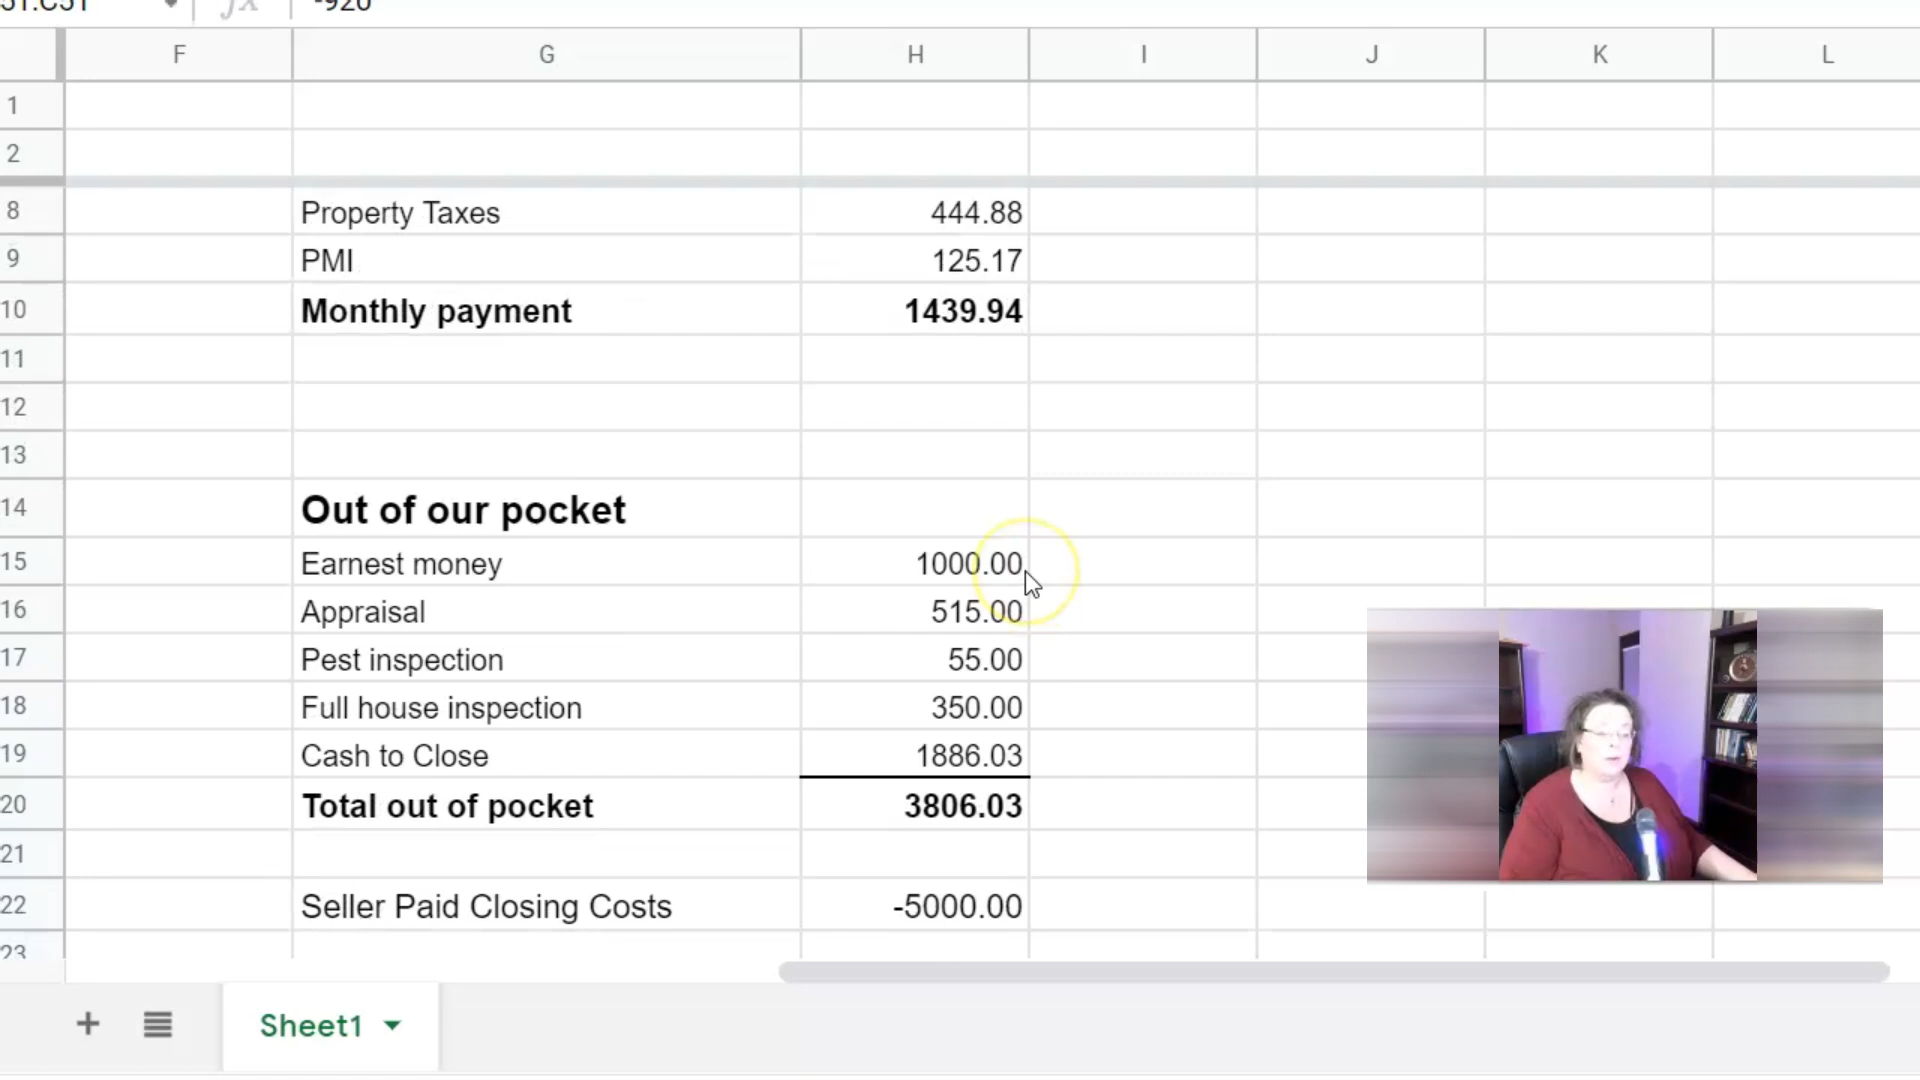 -920
F G H I J K L
1
2
8 Property Taxes 444.88
9 PMI 125.17
10 Monthly payment 1439.94
11
12
13
14 Out of our pocket
15 Earnest money 1000.00
16 Appraisal 515.00
17 Pest inspection 55.00
18 Full house inspection 350.00
19 Cash to Close 1886.03
20 Total out of pocket 3806.03
21
22 Seller Paid Closing Costs -5000.00
23
+ Sheet1